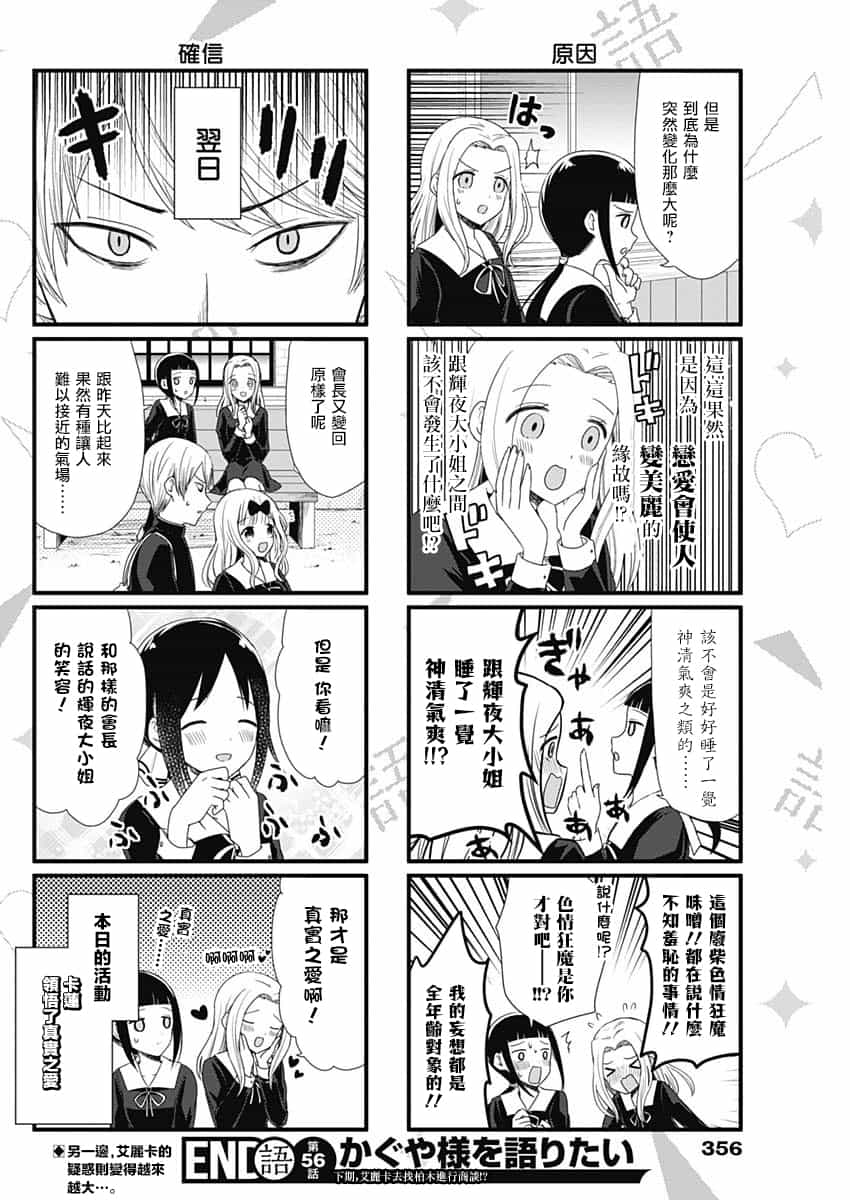 原因
但是
到底為什麼
突然變化那麼大呢?
はっ
這這果然
是因為
戀愛會使人
變美麗的
緣故嗎!?
跟輝夜大小姐之間
該不會發生了什麼吧!?
ドキ
ドキ
該不會是好好睡了一覺
神清氣爽之類的……
跟輝夜大小姐
睡了一覺
神清氣爽!!?
ぎゃあぁぁ
這個廢柴色情狂魔
味噌!!都在說什麼
不知羞恥的事情!!
說什麼呢!?
色情狂魔是你
才對吧——!!?
我的妄想都是
全年齡對象的!!
確信
翌日
ギン
會長又變回
原樣了呢
跟昨天比起來
果然有種讓人
難以接近的氣場……
但是你看嘛!
和那樣的會長
說話的輝夜大小姐
的笑容!
ふふ
ふふ
那才是
真實之愛啊!
啊啊啊啊
真實
之愛…
本日的活動
卡蓮
領悟了真實之愛
另一邊,艾麗卡的
疑惑則變得越來
越大…。
END
語
第56話
かぐや様を語りたい
下期,艾麗卡去找柏木進行商談!?
356
語
語
語